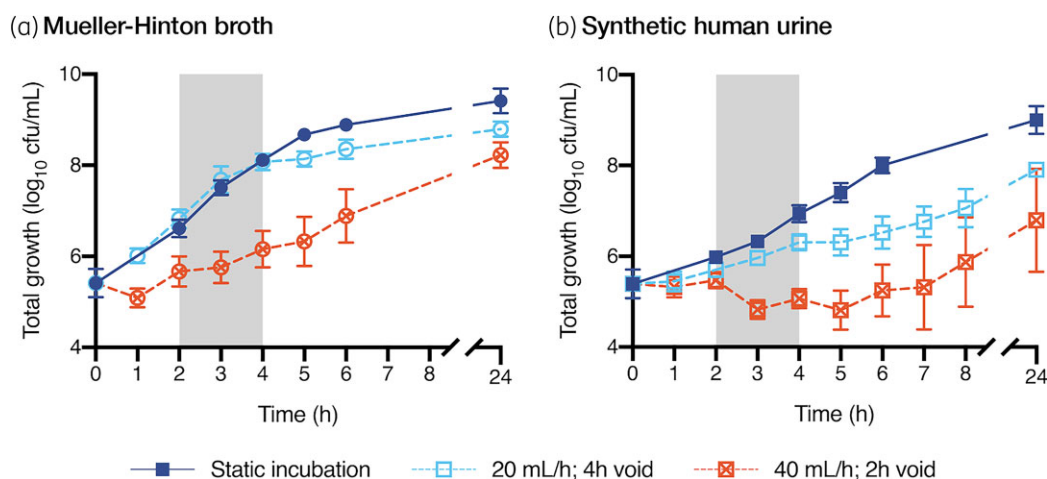 (a) Mueller-Hinton broth
Total growth (log10 cfu/mL)
10
8
6
4
0 1 2 3 4 5 6 7 8 24
Time (h)
(b) Synthetic human urine
Total growth (log10 cfu/mL)
10
8
6
4
0 1 2 3 4 5 6 7 8 24
Time (h)
Static incubation 20 mL/h; 4h void 40 mL/h; 2h void